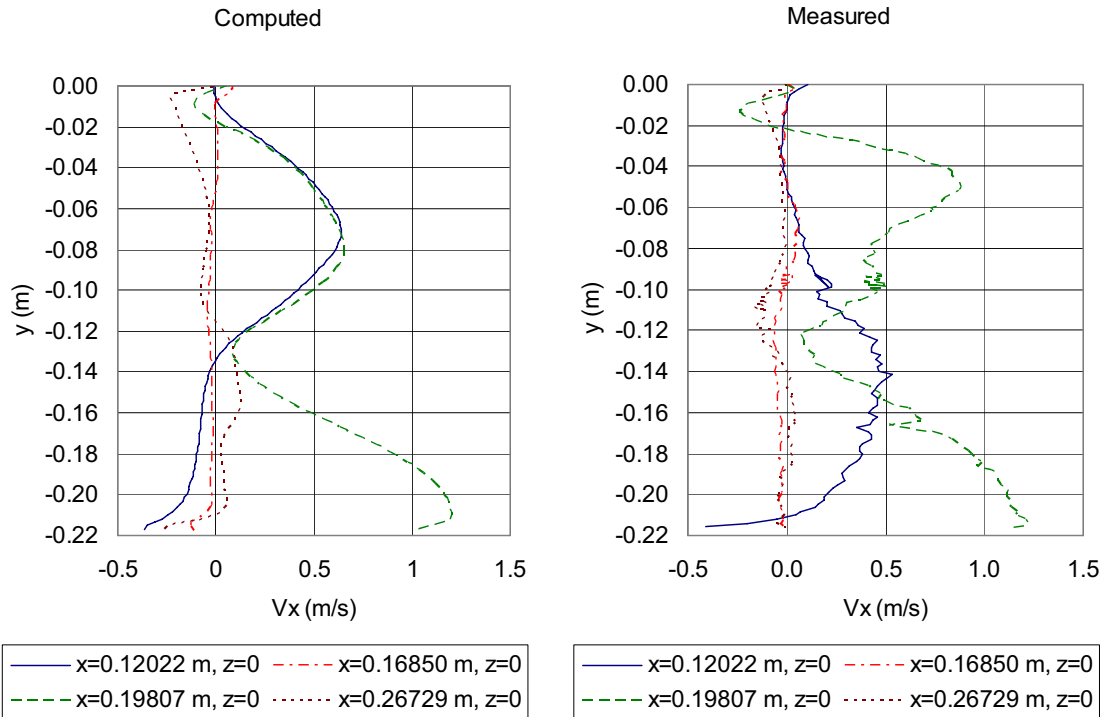 Computed
0.00
-0.02
-0.04
-0.06
-0.08
-0.10
-0.12
-0.14
-0.16
-0.18
-0.20
-0.22
y (m)
-0.5 0 0.5 1 1.5
Vx (m/s)
x=0.12022 m, z=0 x=0.16850 m, z=0
x=0.19807 m, z=0 x=0.26729 m, z=0
Measured
0.00
-0.02
-0.04
-0.06
-0.08
-0.10
-0.12
-0.14
-0.16
-0.18
-0.20
-0.22
y (m)
-0.5 0.0 0.5 1.0 1.5
Vx (m/s)
x=0.12022 m, z=0 x=0.16850 m, z=0
x=0.19807 m, z=0 x=0.26729 m, z=0